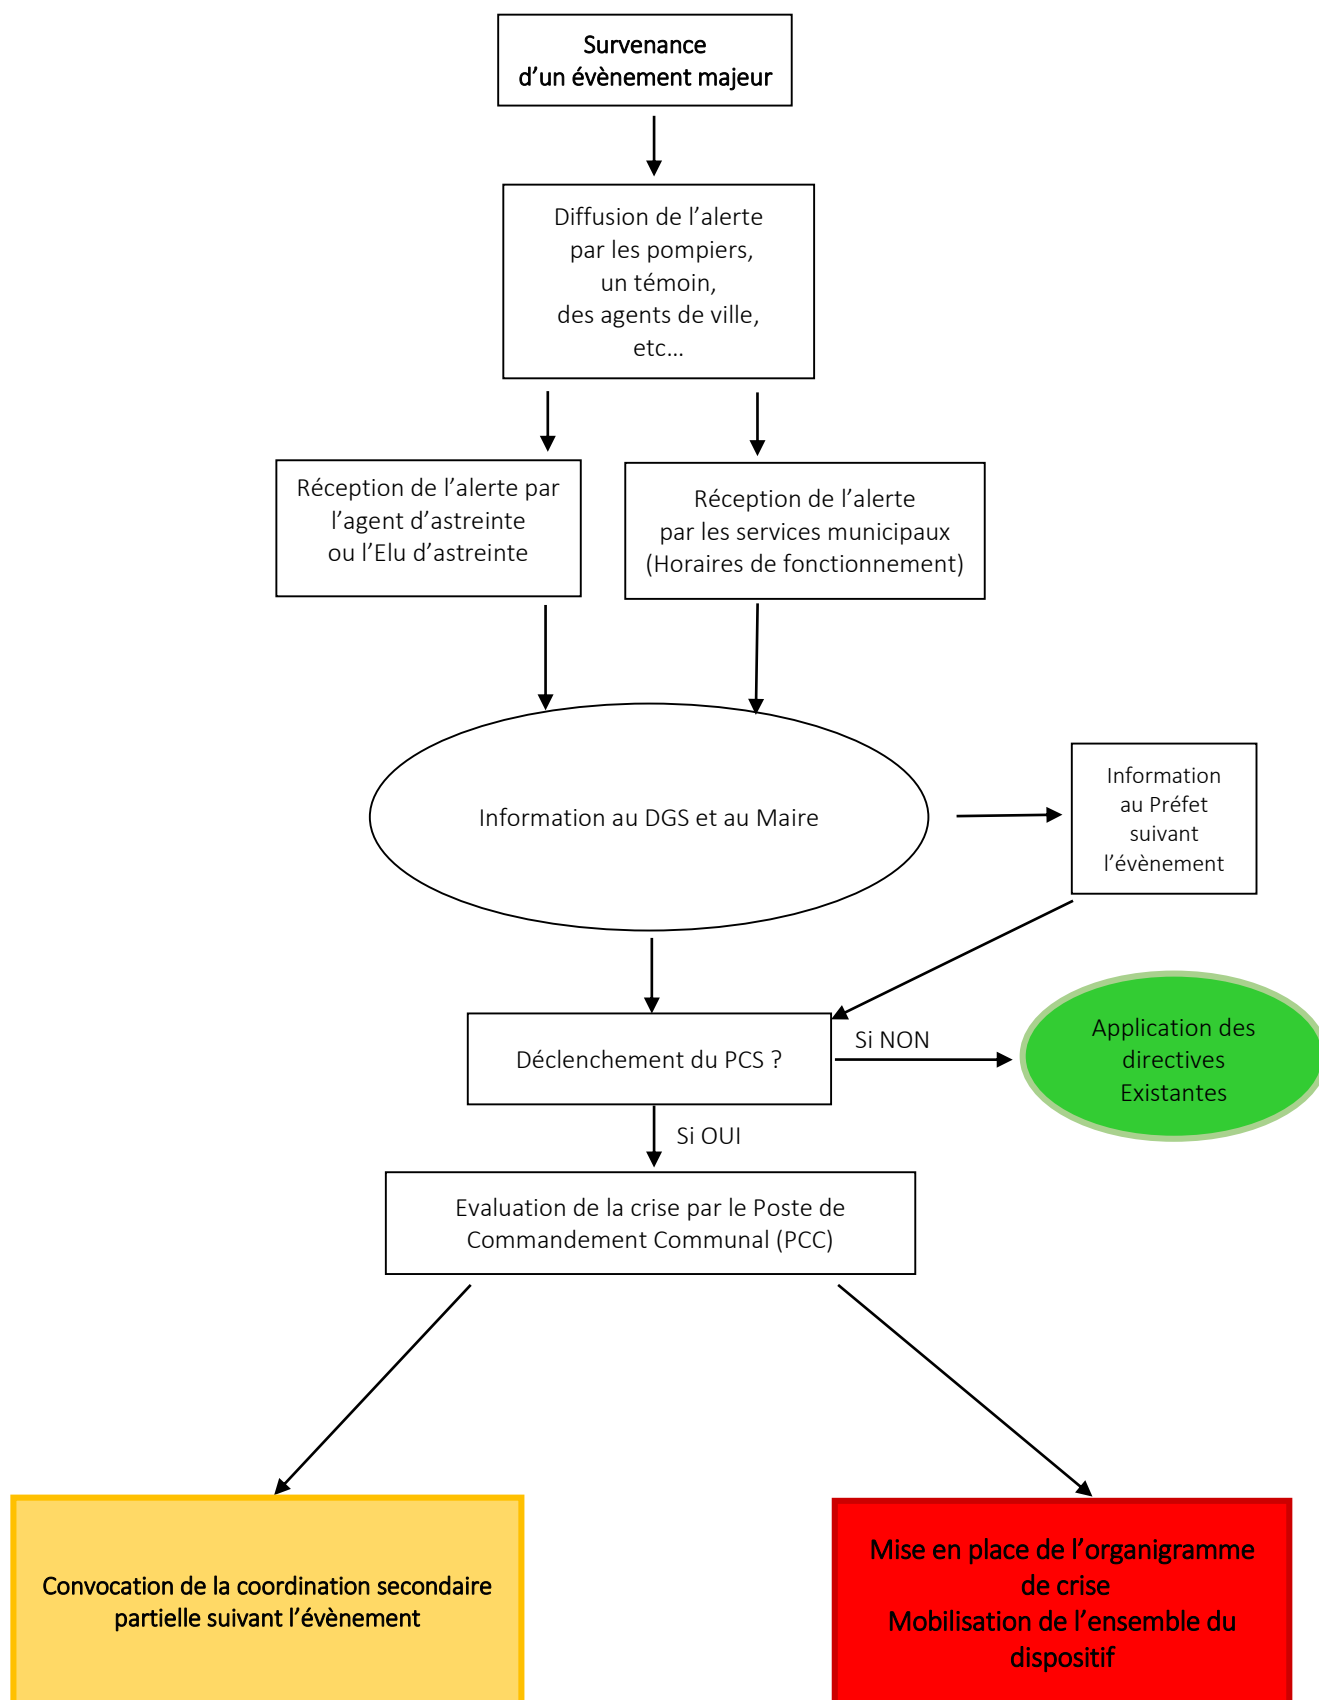 Survenance
d’un évènement majeur
Diffusion de l’alerte
par les pompiers,
un témoin,
des agents de ville,
etc…
Réception de l’alerte par
l’agent d’astreinte
ou l’Elu d’astreinte
Réception de l’alerte
par les services municipaux
(Horaires de fonctionnement)
Information au DGS et au Maire
Information
au Préfet
suivant
l’évènement
Déclenchement du PCS ?
Si NON
Application des
directives
Existantes
Si OUI
Evaluation de la crise par le Poste de
Commandement Communal (PCC)
Convocation de la coordination secondaire
partielle suivant l’évènement
Mise en place de l’organigramme
de crise
Mobilisation de l’ensemble du
dispositif